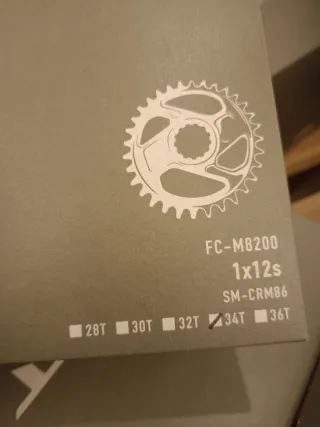 FC-M8200
1x12s
SM-CRM86
28T 30T 32T 34T 36T